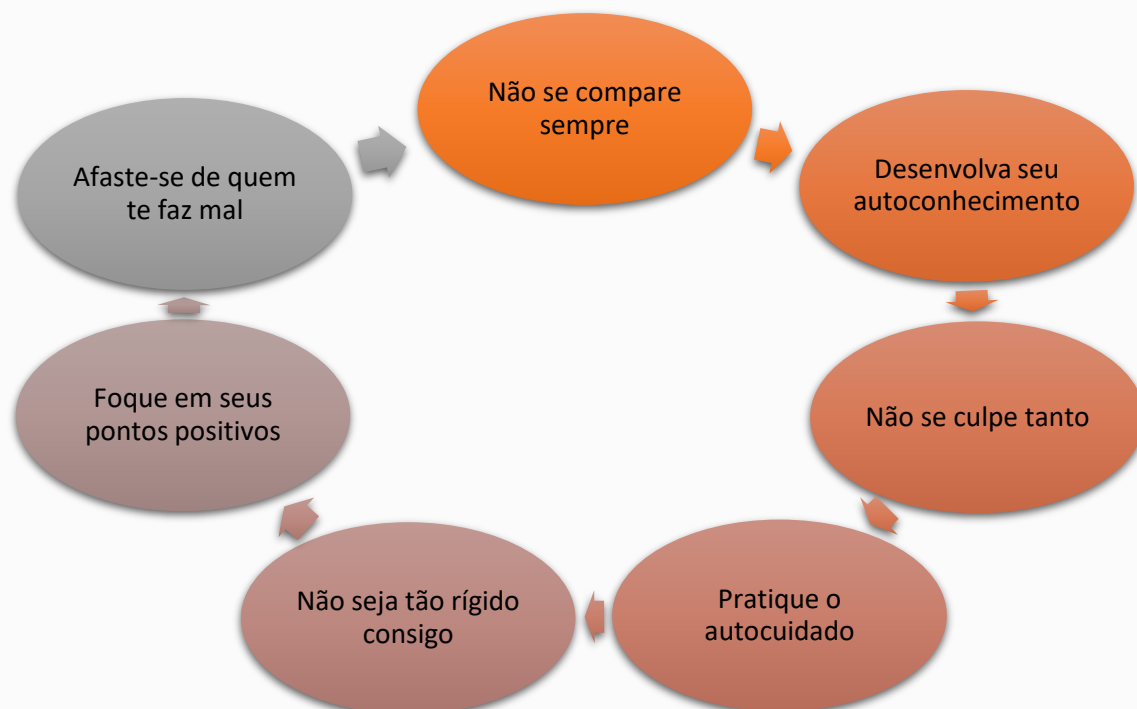 Não se compare
sempre
Desenvolva seu
autoconhecimento
Não se culpe tanto
Pratique o
autocuidado
Não seja tão rígido
consigo
Foque em seus
pontos positivos
Afaste-se de quem
te faz mal